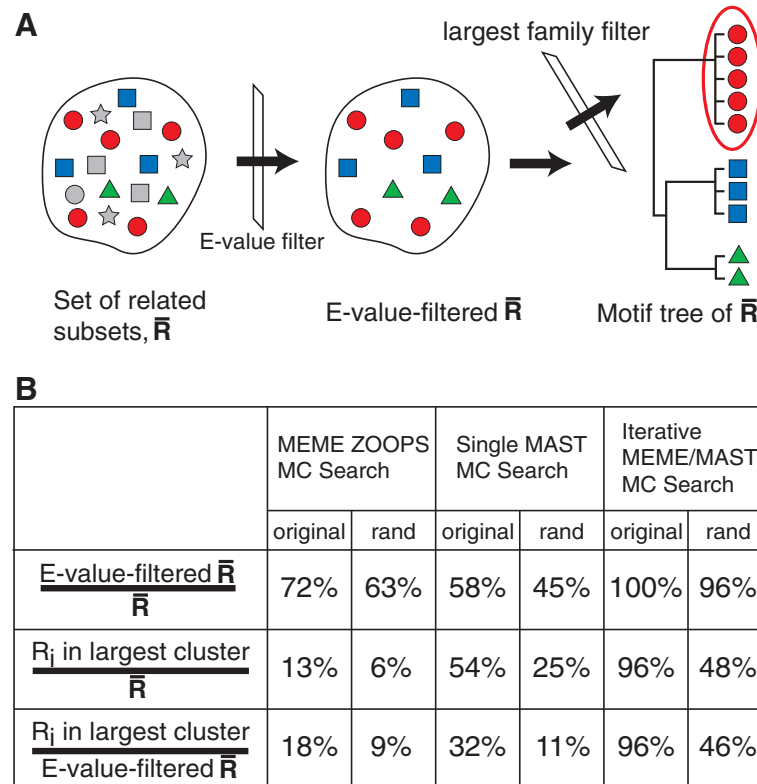 A
largest family filter
E-value filter
Set of related
subsets, R̄
E-value-filtered R̄
Motif tree of R̄
B
MEME ZOOPS
MC Search
Single MAST
MC Search
Iterative
MEME/MAST
MC Search
original rand original rand original rand
E-value-filtered R̄
R̄
72% 63% 58% 45% 100% 96%
Ri in largest cluster
R̄
13% 6% 54% 25% 96% 48%
Ri in largest cluster
E-value-filtered R̄
18% 9% 32% 11% 96% 46%